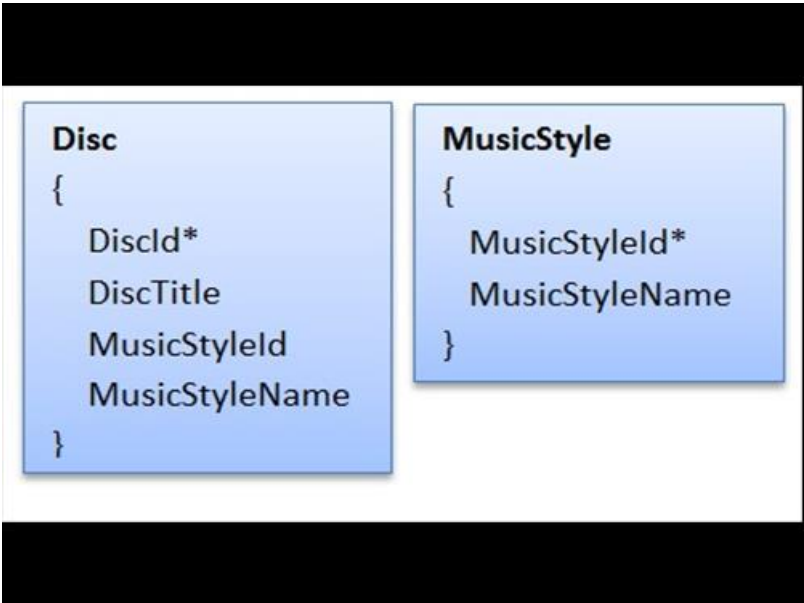 Disc
{
DiscId*
DiscTitle
MusicStyleId
MusicStyleName
}
MusicStyle
{
MusicStyleId*
MusicStyleName
}